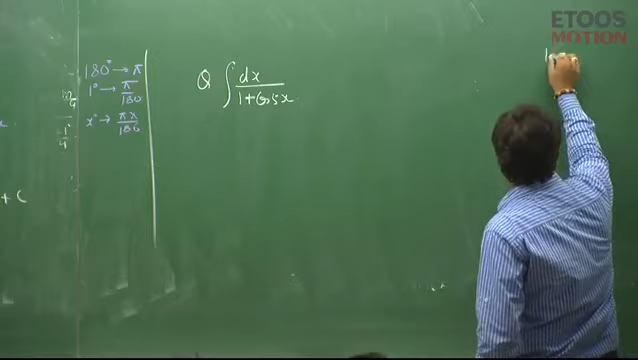 ETOOS
MOTION
180° → π
1° → π/180
x° → πx/180
+ C
Q ∫ dx/(1+cos x)